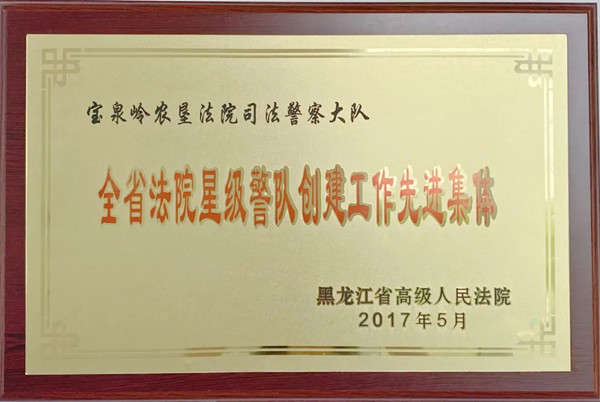 宝泉岭农垦法院司法警察大队
全省法院星级警队创建工作先进集体
黑龙江省高级人民法院
2017年5月